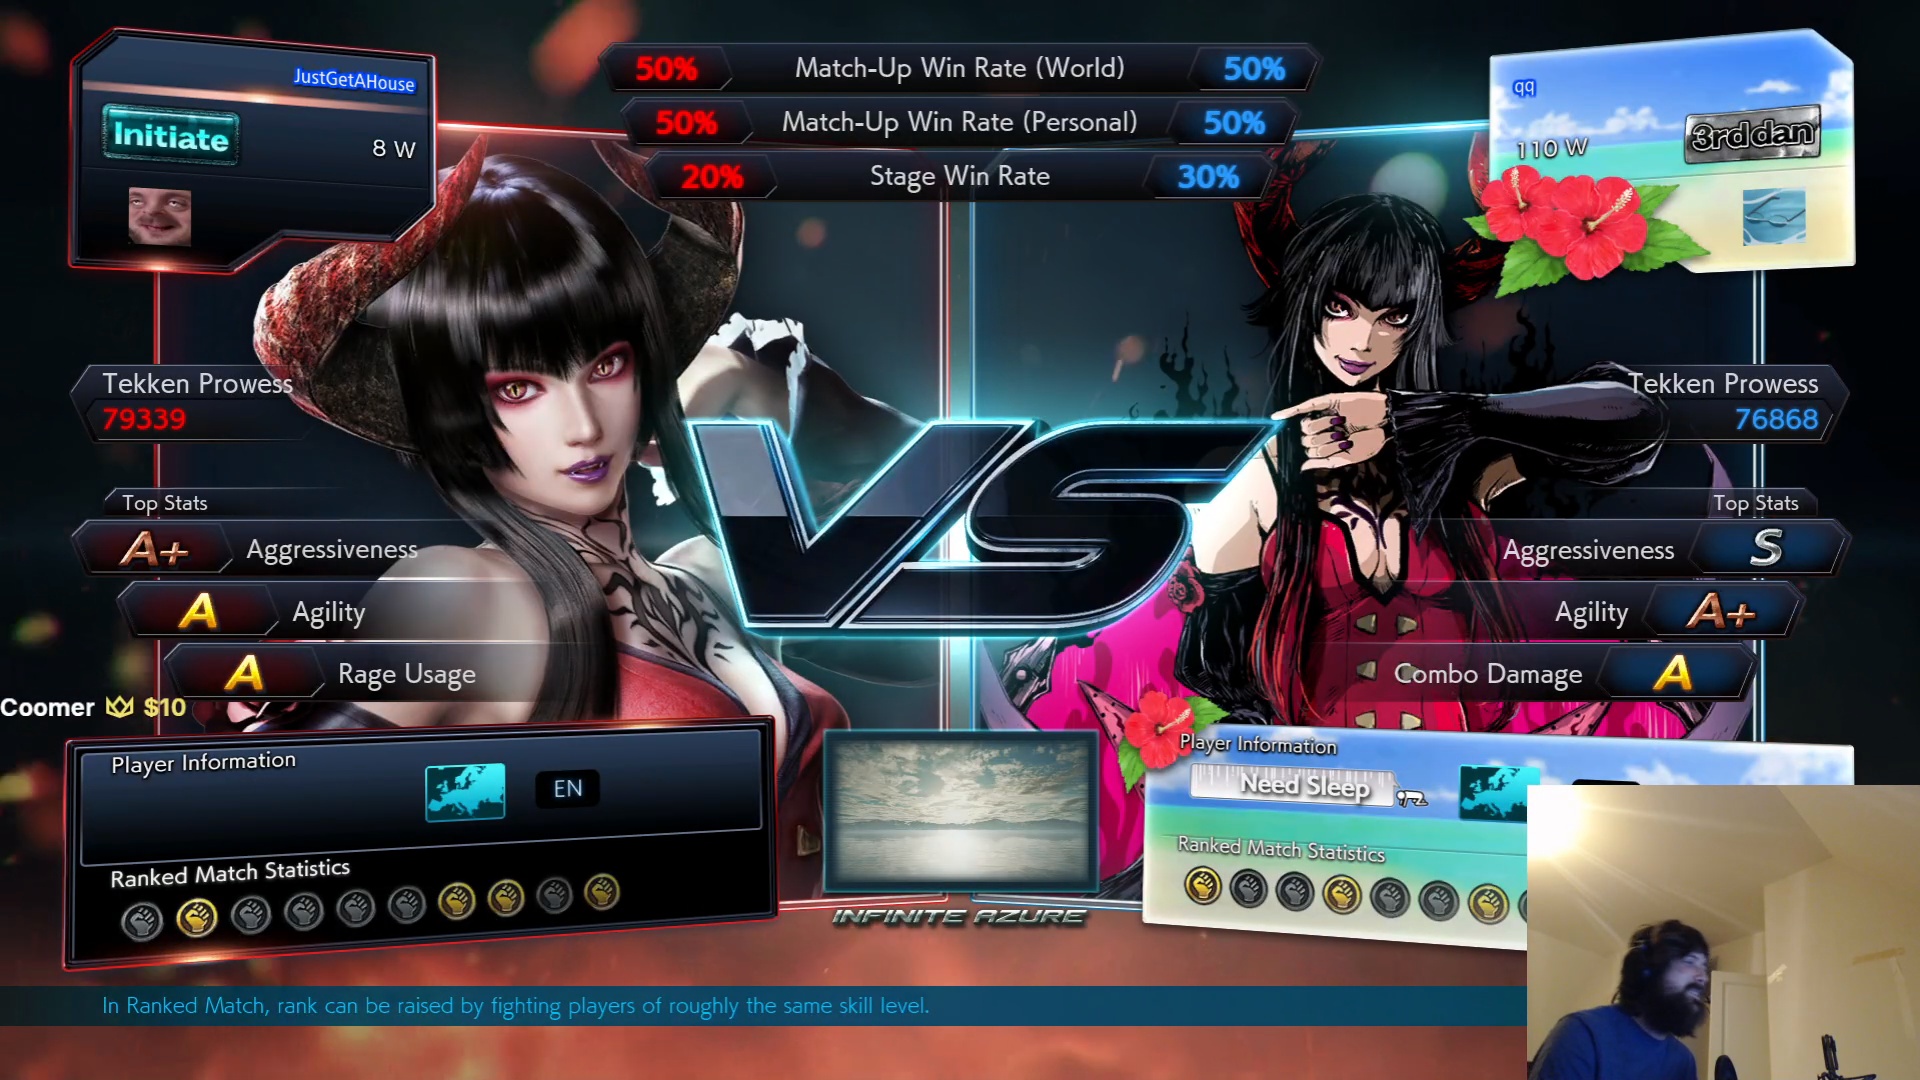 JustGetAHouse
Initiate
8 W
50% Match-Up Win Rate (World) 50%
50% Match-Up Win Rate (Personal) 50%
20% Stage Win Rate 30%
qq
110 W
3rd dan
Tekken Prowess
79339
Top Stats
A+ Aggressiveness
A Agility
A Rage Usage
VS
Tekken Prowess
76868
Top Stats
Aggressiveness S
Agility A+
Combo Damage A
Coomer $10
Player Information
EN
Ranked Match Statistics
INFINITE AZURE
Player Information
Need Sleep
Ranked Match Statistics
In Ranked Match, rank can be raised by fighting players of roughly the same skill level.